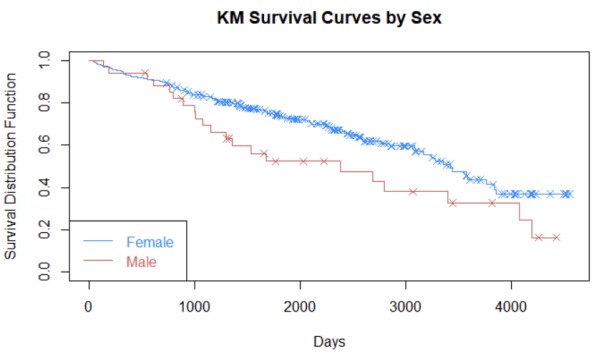 KM Survival Curves by Sex
Survival Distribution Function
1.0
0.8
0.6
0.4
0.2
0.0
Female
Male
0 1000 2000 3000 4000
Days